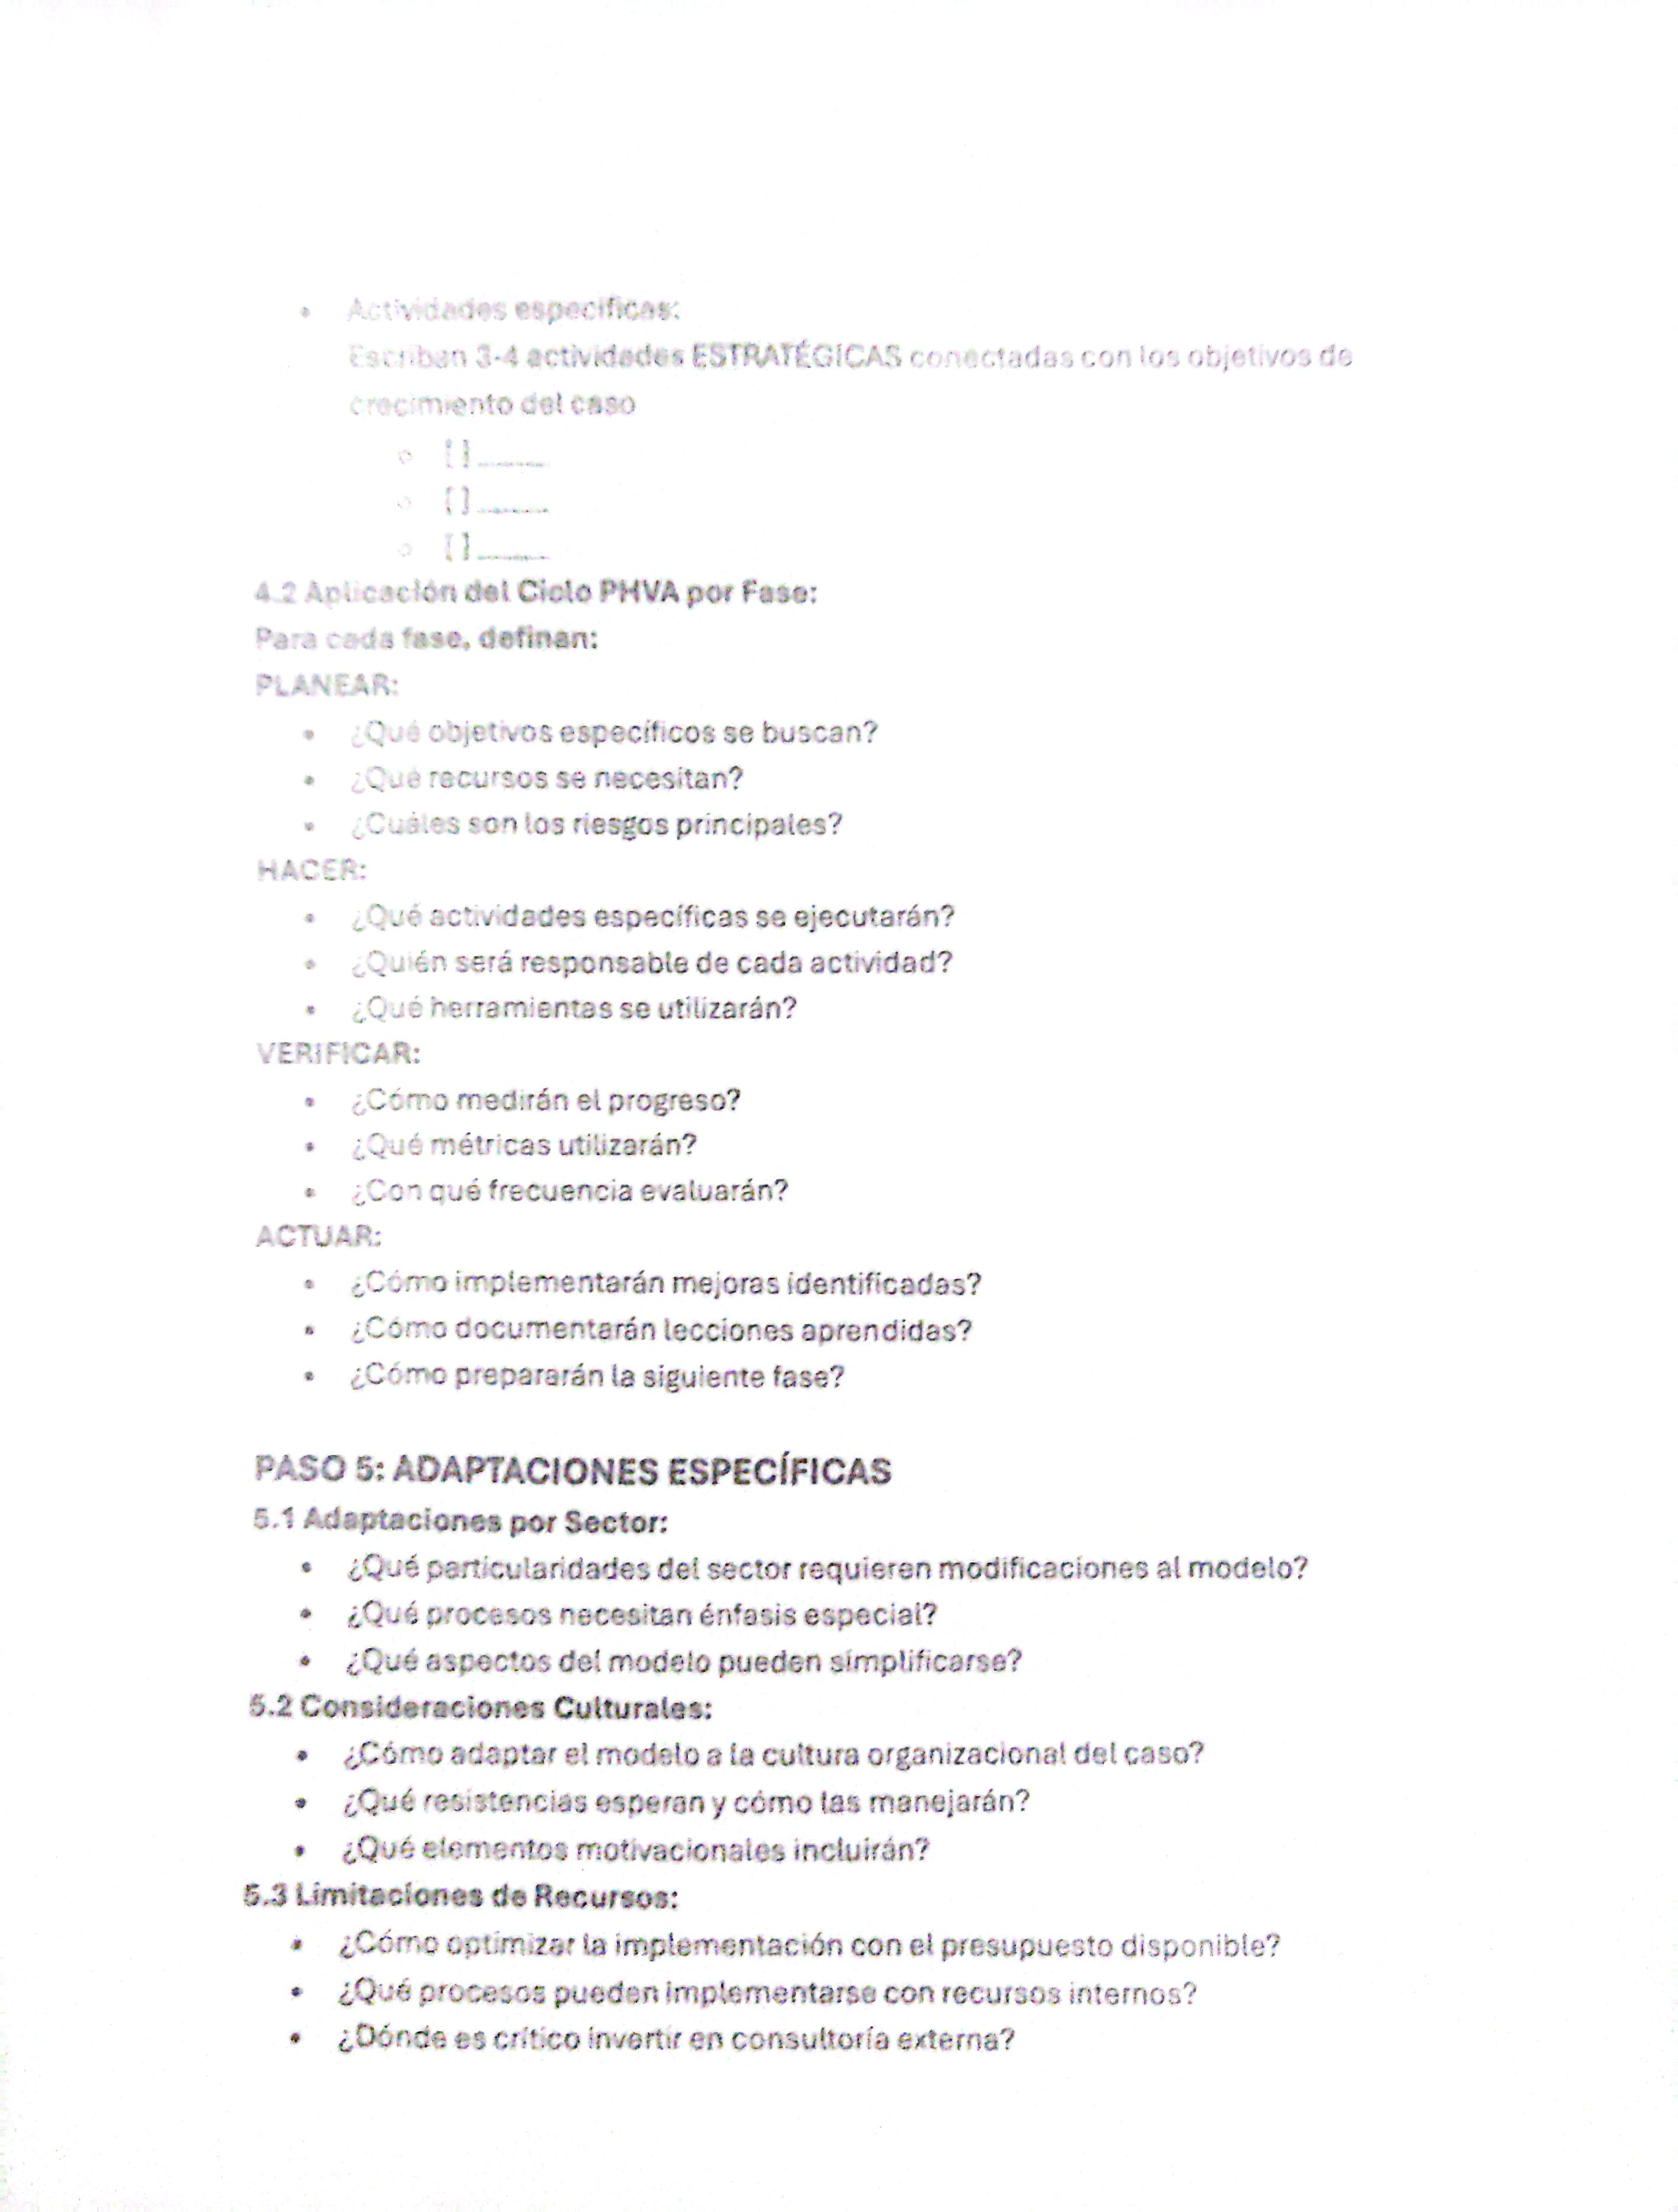 • Actividades específicas:
Escriban 3-4 actividades ESTRATÉGICAS conectadas con los objetivos de
crecimiento del caso
○ [ ] ______
○ [ ] ______
○ [ ] ______
4.2 Aplicación del Ciclo PHVA por Fase:
Para cada fase, definan:
PLANEAR:
• ¿Qué objetivos específicos se buscan?
• ¿Qué recursos se necesitan?
• ¿Cuáles son los riesgos principales?
HACER:
• ¿Qué actividades específicas se ejecutarán?
• ¿Quién será responsable de cada actividad?
• ¿Qué herramientas se utilizarán?
VERIFICAR:
• ¿Cómo medirán el progreso?
• ¿Qué métricas utilizarán?
• ¿Con qué frecuencia evaluarán?
ACTUAR:
• ¿Cómo implementarán mejoras identificadas?
• ¿Cómo documentarán lecciones aprendidas?
• ¿Cómo prepararán la siguiente fase?
PASO 5: ADAPTACIONES ESPECÍFICAS
5.1 Adaptaciones por Sector:
• ¿Qué particularidades del sector requieren modificaciones al modelo?
• ¿Qué procesos necesitan énfasis especial?
• ¿Qué aspectos del modelo pueden simplificarse?
5.2 Consideraciones Culturales:
• ¿Cómo adaptar el modelo a la cultura organizacional del caso?
• ¿Qué resistencias esperan y cómo las manejarán?
• ¿Qué elementos motivacionales incluirán?
5.3 Limitaciones de Recursos:
• ¿Cómo optimizar la implementación con el presupuesto disponible?
• ¿Qué procesos pueden implementarse con recursos internos?
• ¿Dónde es crítico invertir en consultoría externa?